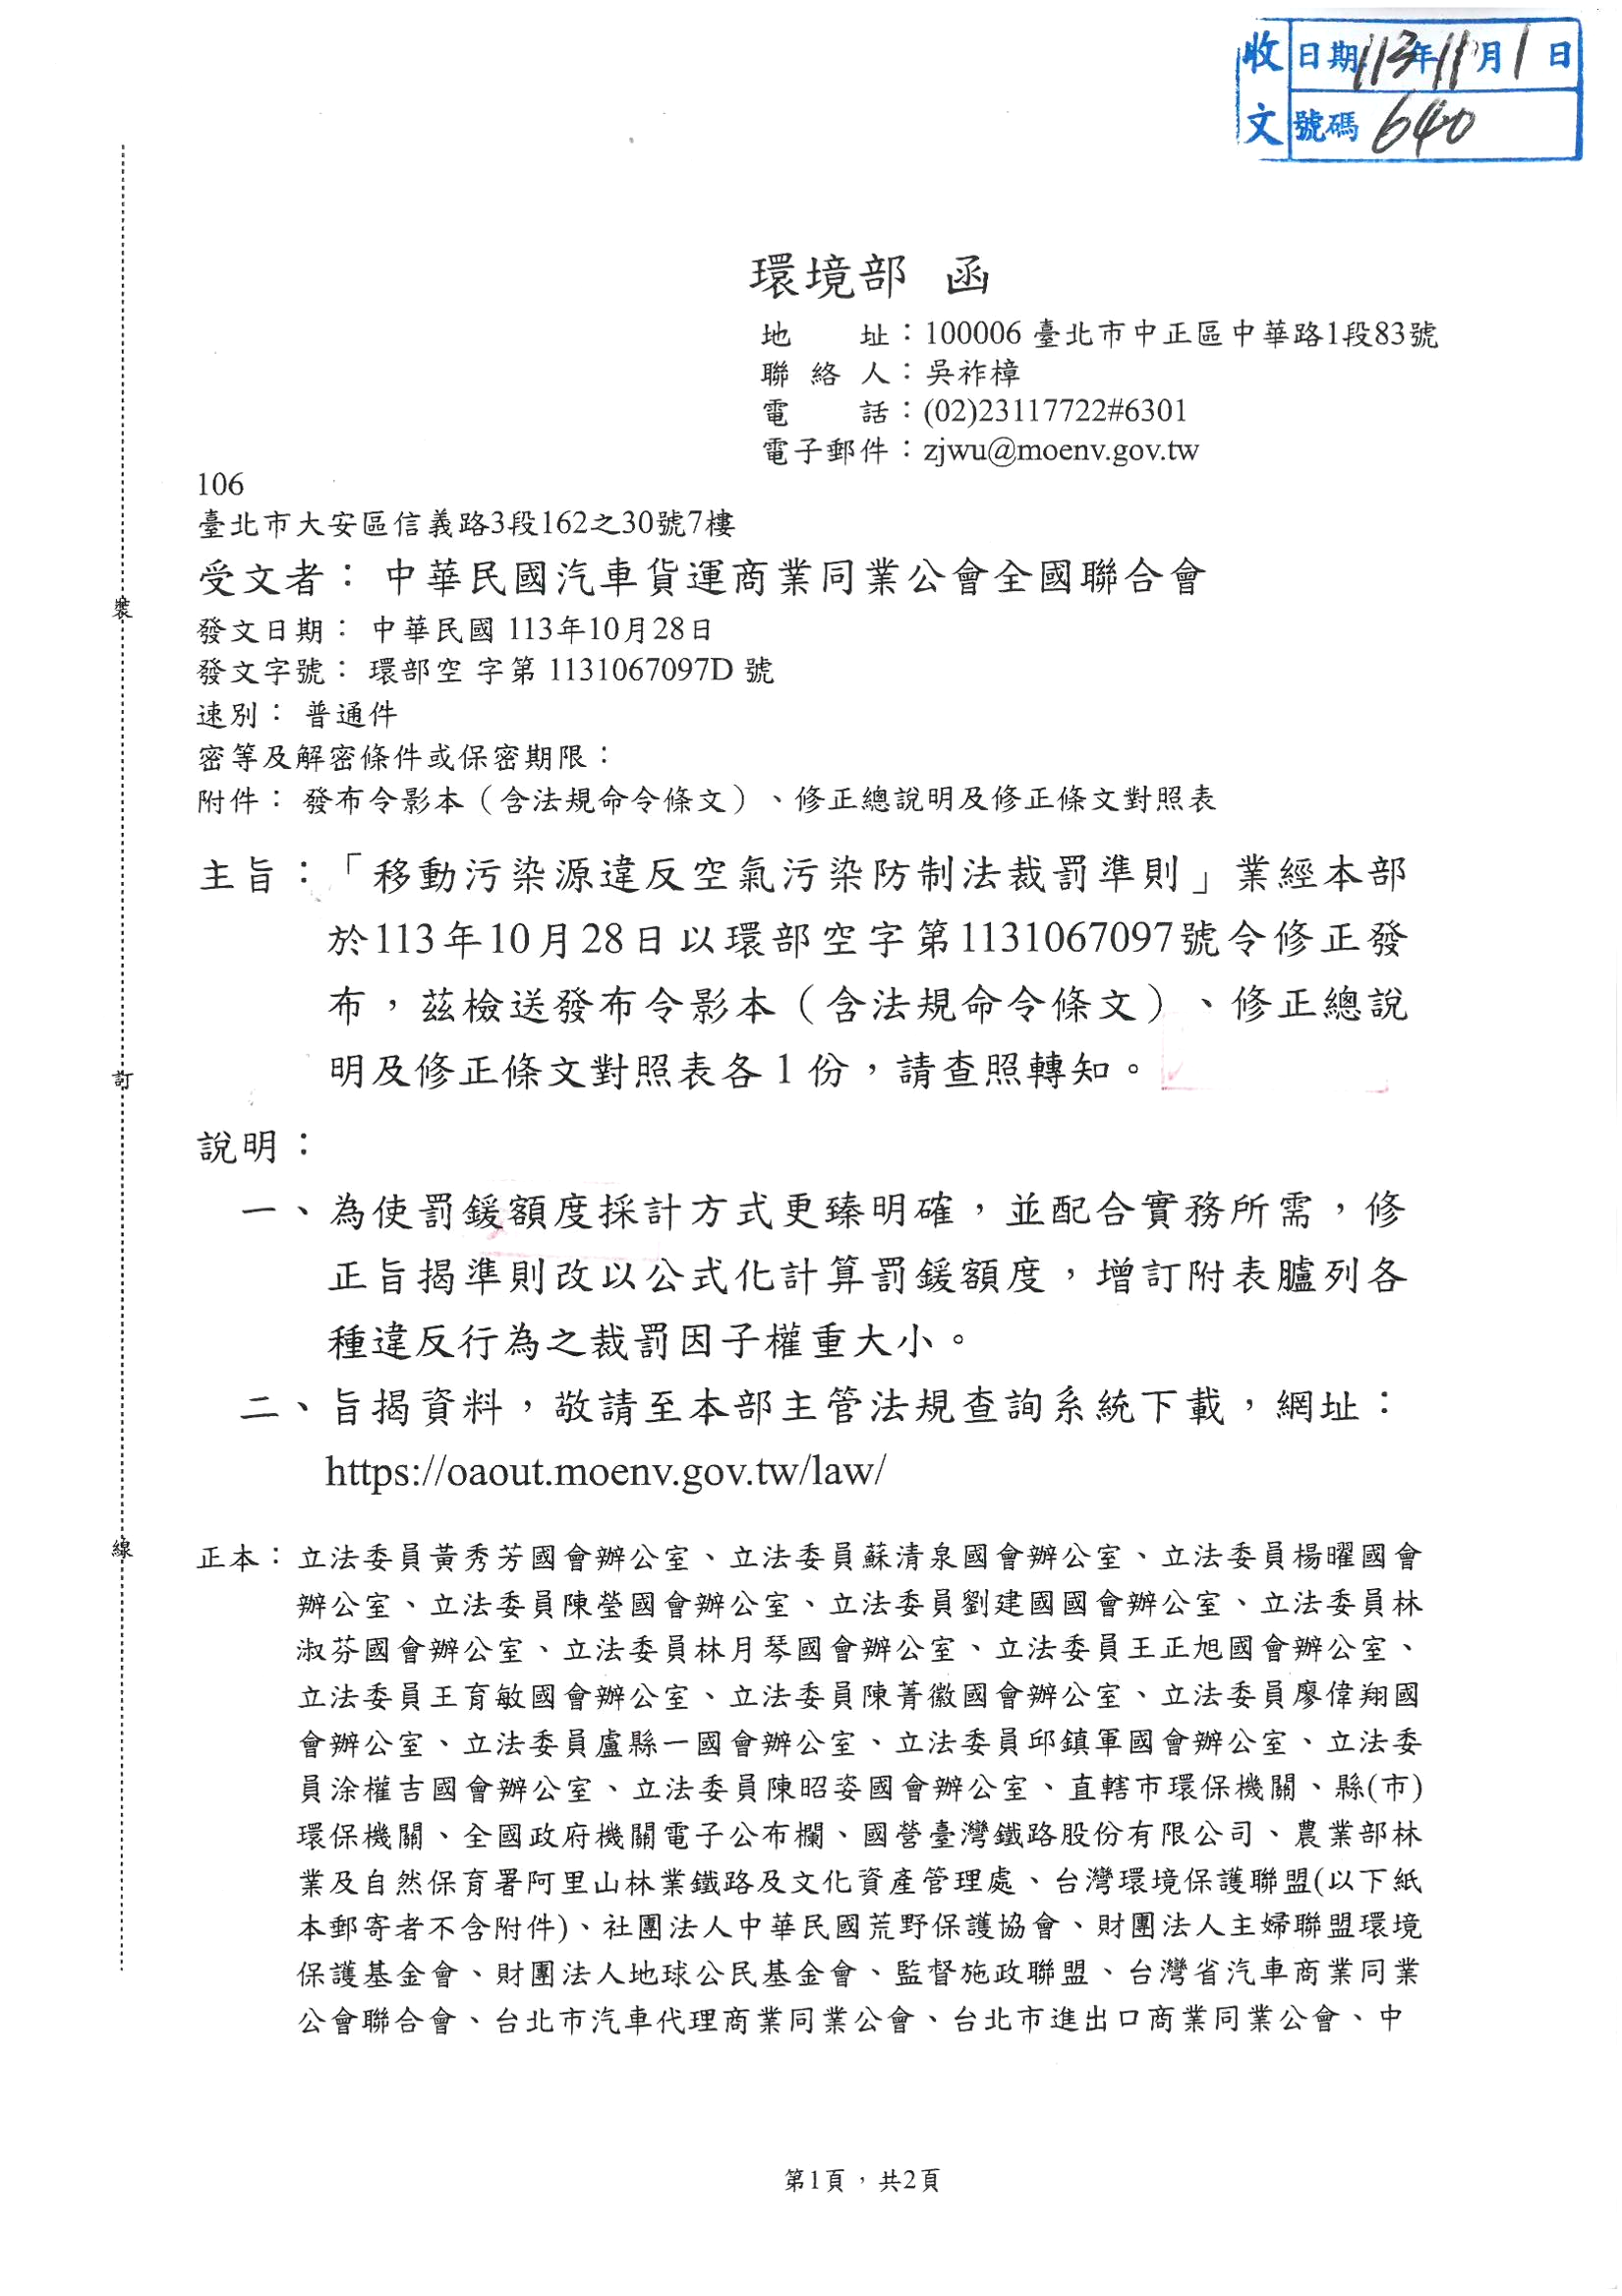 收文 日期113年11月1日
號碼 640
環境部 函
地 址：100006 臺北市中正區中華路1段83號
聯 絡 人：吳祚樟
電 話：(02)23117722#6301
電子郵件：zjwu@moenv.gov.tw
106
臺北市大安區信義路3段162之30號7樓
受文者： 中華民國汽車貨運商業同業公會全國聯合會
發文日期： 中華民國 113年10月28日
發文字號： 環部空 字第 1131067097D 號
速別： 普通件
密等及解密條件或保密期限：
附件： 發布令影本（含法規命令條文）、修正總說明及修正條文對照表
主旨：「移動污染源違反空氣污染防制法裁罰準則」業經本部
於113年10月28日以環部空字第1131067097號令修正發
布，茲檢送發布令影本（含法規命令條文）、修正總說
明及修正條文對照表各1份，請查照轉知。
說明：
一、為使罰鍰額度採計方式更臻明確，並配合實務所需，修
正旨揭準則改以公式化計算罰鍰額度，增訂附表臚列各
種違反行為之裁罰因子權重大小。
二、旨揭資料，敬請至本部主管法規查詢系統下載，網址：
https://oaout.moenv.gov.tw/law/
正本：立法委員黃秀芳國會辦公室、立法委員蘇清泉國會辦公室、立法委員楊曜國會
辦公室、立法委員陳瑩國會辦公室、立法委員劉建國國會辦公室、立法委員林
淑芬國會辦公室、立法委員林月琴國會辦公室、立法委員王正旭國會辦公室、
立法委員王育敏國會辦公室、立法委員陳菁徽國會辦公室、立法委員廖偉翔國
會辦公室、立法委員盧縣一國會辦公室、立法委員邱鎮軍國會辦公室、立法委
員涂權吉國會辦公室、立法委員陳昭姿國會辦公室、直轄市環保機關、縣(市)
環保機關、全國政府機關電子公布欄、國營臺灣鐵路股份有限公司、農業部林
業及自然保育署阿里山林業鐵路及文化資產管理處、台灣環境保護聯盟(以下紙
本郵寄者不含附件)、社團法人中華民國荒野保護協會、財團法人主婦聯盟環境
保護基金會、財團法人地球公民基金會、監督施政聯盟、台灣省汽車商業同業
公會聯合會、台北市汽車代理商業同業公會、台北市進出口商業同業公會、中
裝
訂
線
第1頁，共2頁